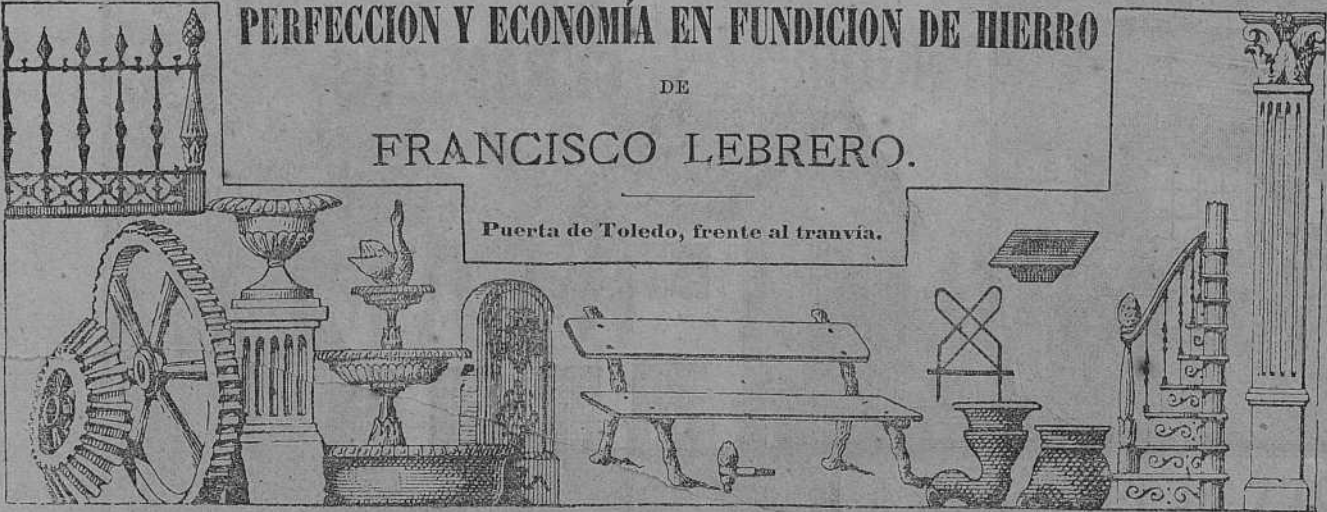 PERFECCION Y ECONOMÍA EN FUNDICION DE HIERRO
DE
FRANCISCO LEBRERO.
Puerta de Toledo, frente al tranvía.